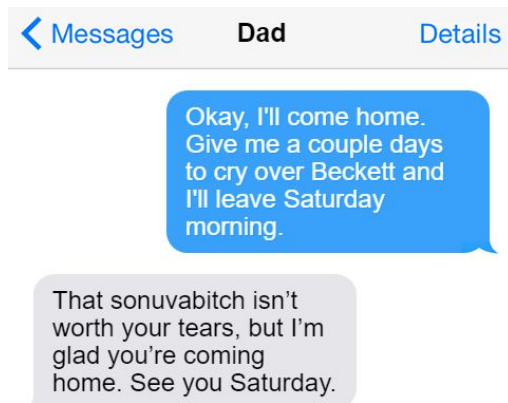 Messages Dad Details
Okay, I'll come home.
Give me a couple days
to cry over Beckett and
I'll leave Saturday
morning.
That sonuvabitch isn’t
worth your tears, but I’m
glad you’re coming
home. See you Saturday.